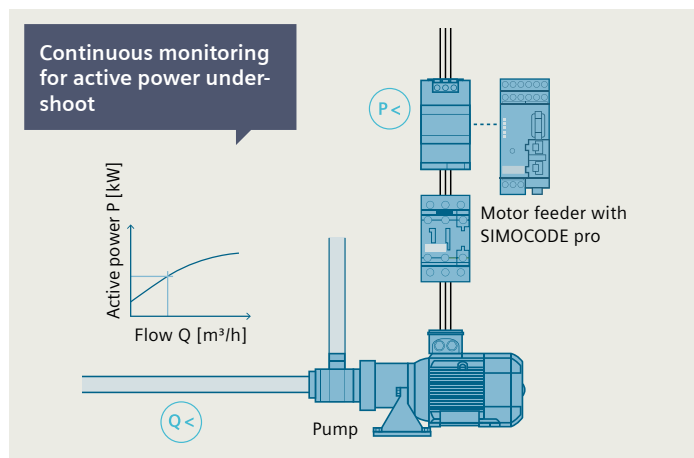 Continuous monitoring
for active power under-
shoot
P<
Motor feeder with
SIMOCODE pro
Active power P [kW]
Flow Q [m³/h]
Q<
Pump